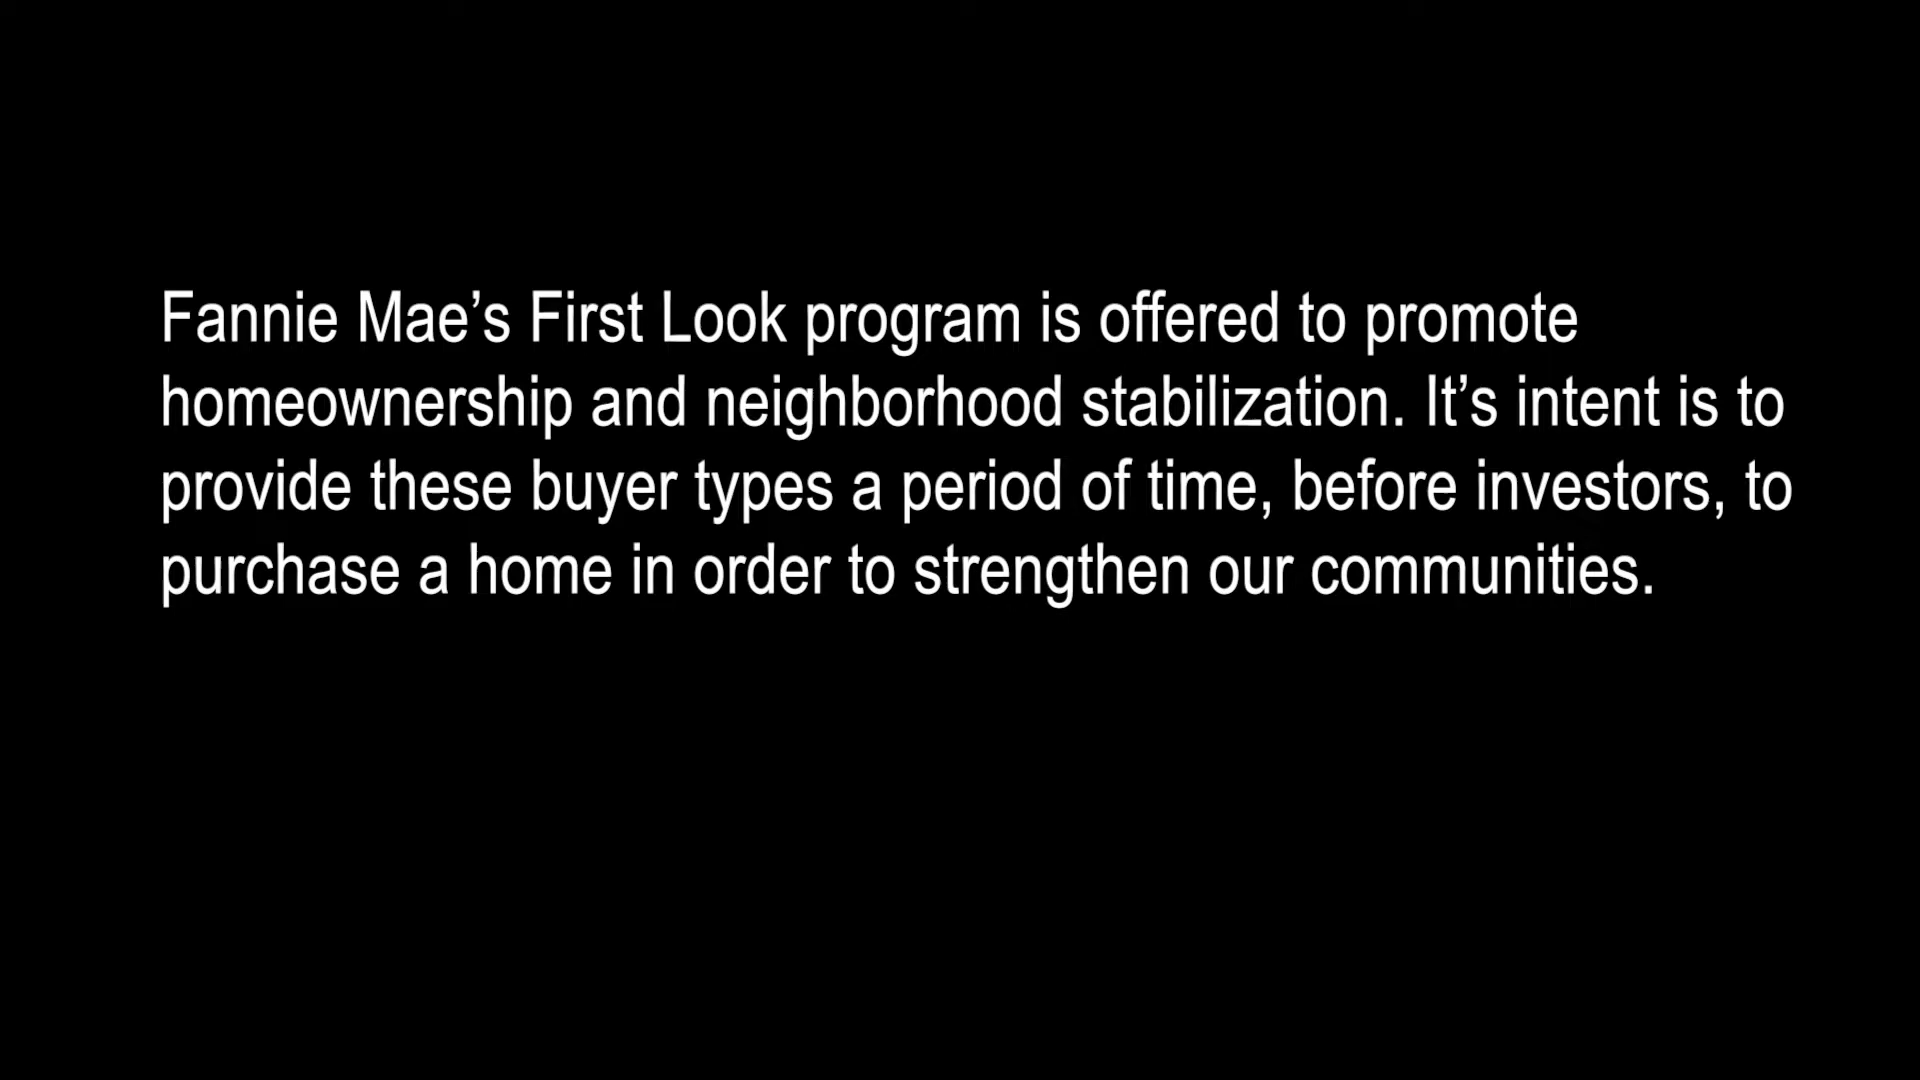 Fannie Mae’s First Look program is offered to promote
homeownership and neighborhood stabilization. It’s intent is to
provide these buyer types a period of time, before investors, to
purchase a home in order to strengthen our communities.